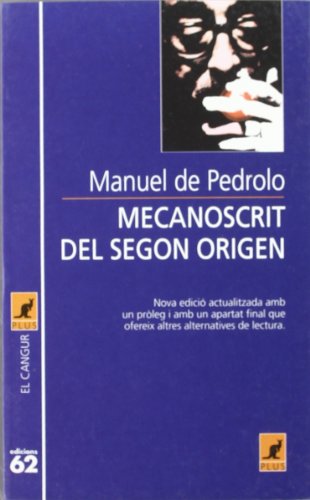 Manuel de Pedrolo
MECANOSCRIT
DEL SEGON ORIGEN
Nova edició actualitzada amb
un pròleg i amb un apartat final que
ofereix altres alternatives de lectura.
PLUS
EL CANGUR
edicions
62
PLUS